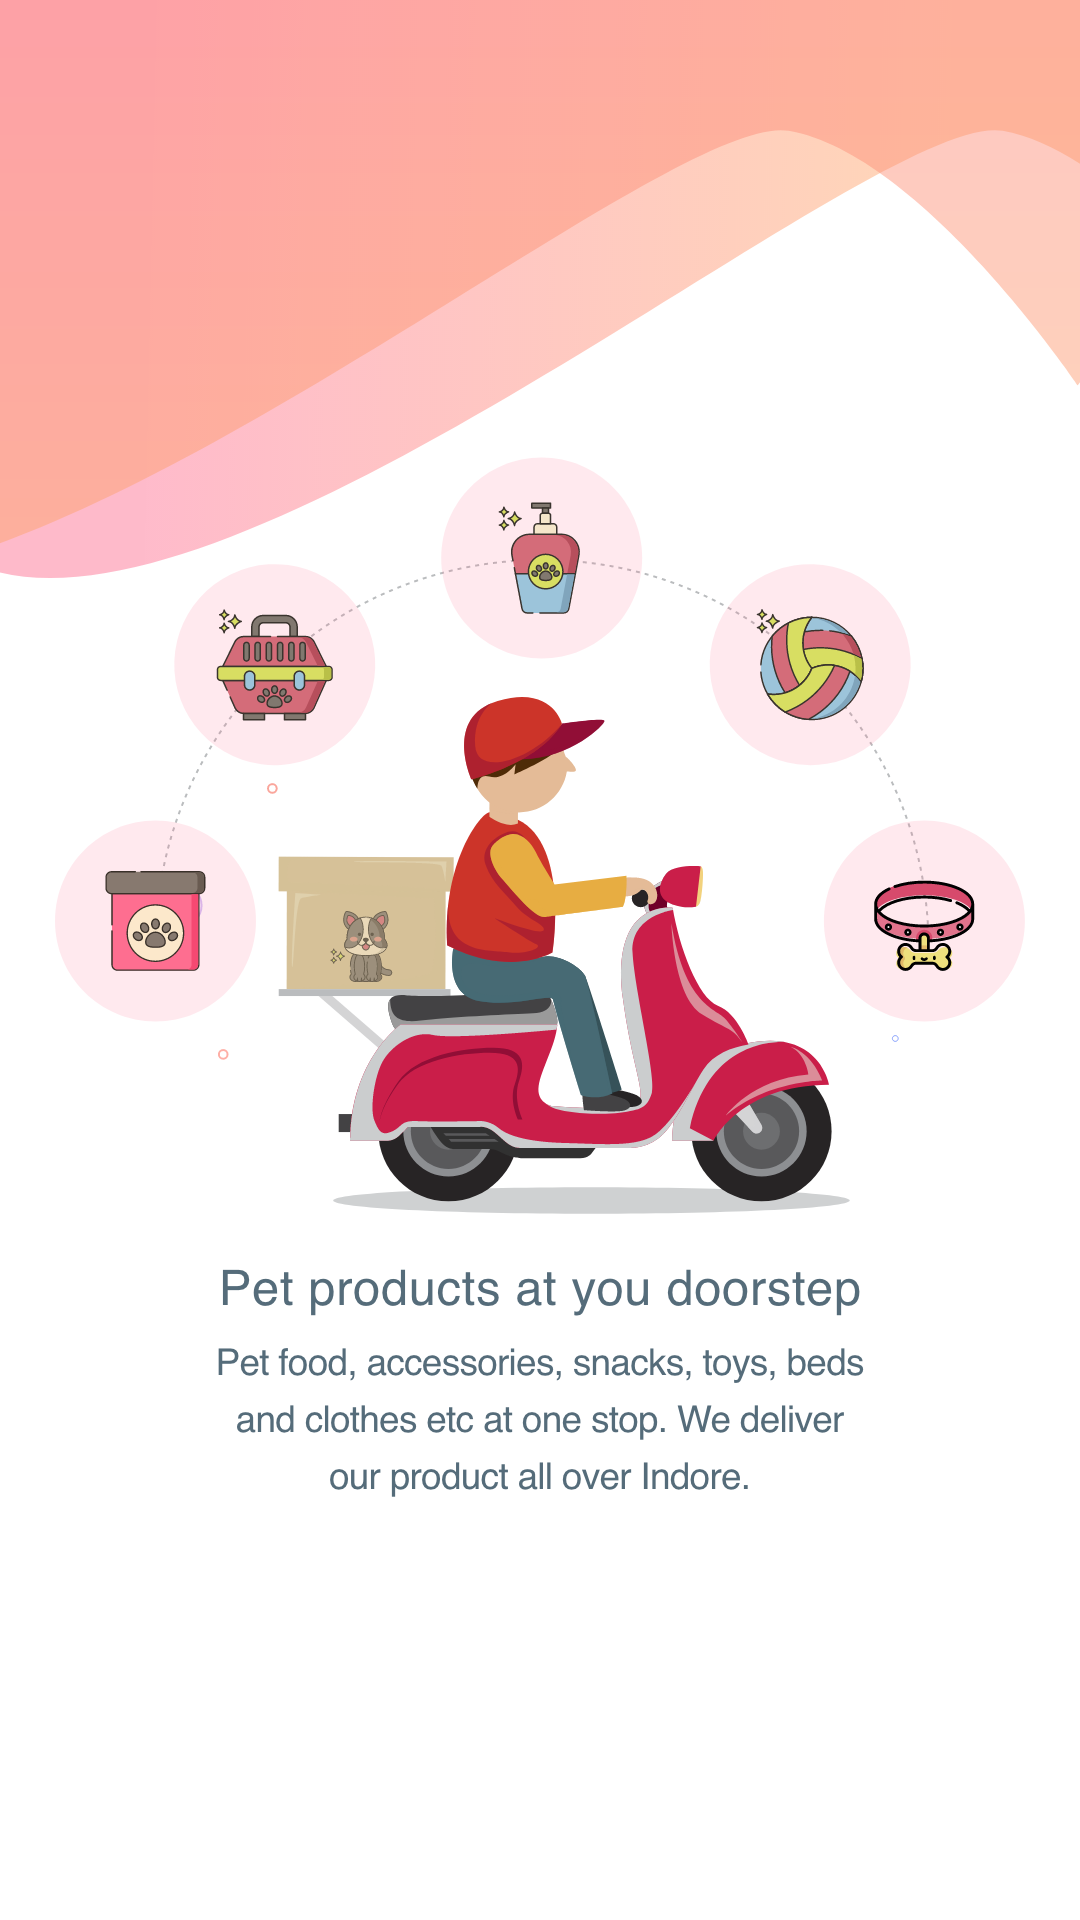 Pet products at you doorstep
Pet food, accessories, snacks, toys, beds
and clothes etc at one stop. We deliver
our product all over Indore.